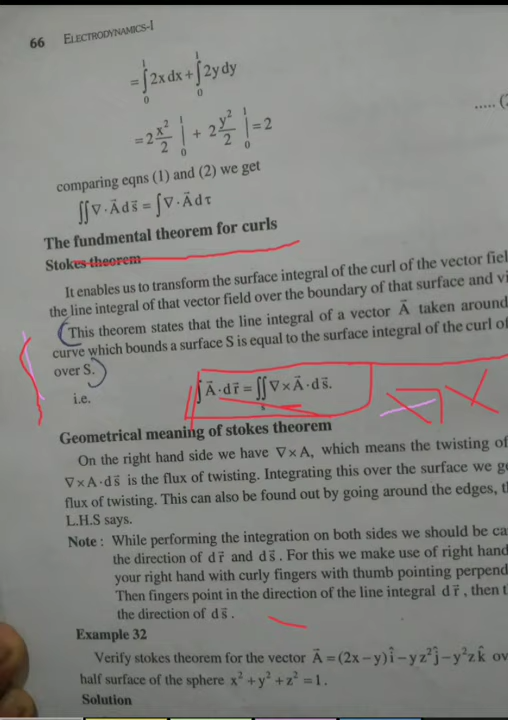 66 ELECTRODYNAMICS-I
= ∫₀¹ 2x dx + ∫₀¹ 2y dy
..... (2
= 2 x²/2 |₀¹ + 2 y²/2 |₀¹ = 2
comparing eqns (1) and (2) we get
∬∇·A⃗ ds⃗ = ∫∇·A⃗ dτ
The fundmental theorem for curls
Stokes theorem
It enables us to transform the surface integral of the curl of the vector fiel
the line integral of that vector field over the boundary of that surface and vi
This theorem states that the line integral of a vector A⃗ taken around
curve which bounds a surface S is equal to the surface integral of the curl of
over S.
i.e. ∫A⃗·dr⃗ = ∬ₛ ∇×A⃗·ds⃗.
Geometrical meaning of stokes theorem
On the right hand side we have ∇×A, which means the twisting of
∇×A·ds⃗ is the flux of twisting. Integrating this over the surface we ge
flux of twisting. This can also be found out by going around the edges, t
L.H.S says.
Note : While performing the integration on both sides we should be ca
the direction of dr⃗ and ds⃗. For this we make use of right hand
your right hand with curly fingers with thumb pointing perpend
Then fingers point in the direction of the line integral dr⃗, then t
the direction of ds⃗.
Example 32
Verify stokes theorem for the vector A⃗ = (2x − y)î − yz²ĵ − y²zk̂ ov
half surface of the sphere x² + y² + z² = 1.
Solution